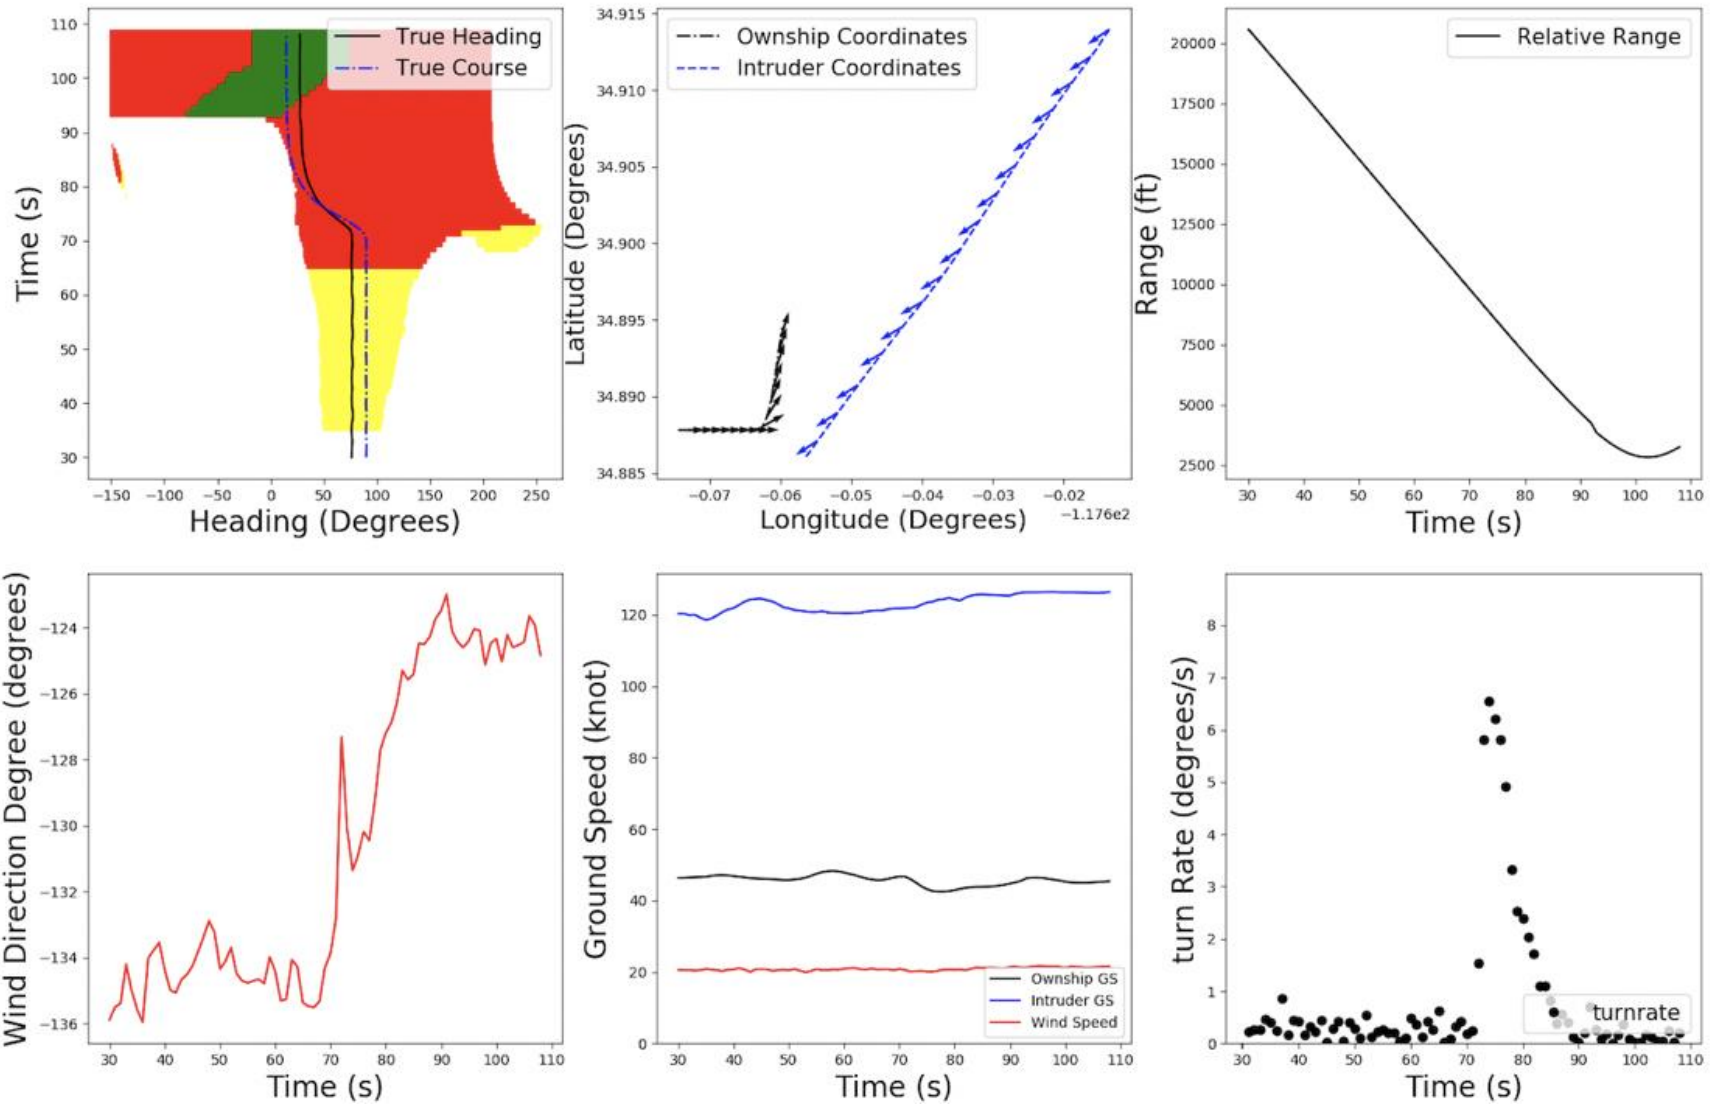 110
100
90
80
70
60
50
40
30
Time (s)
True Heading
True Course
−150 −100 −50 0 50 100 150 200 250
Heading (Degrees)
34.915
34.910
34.905
34.900
34.895
34.890
34.885
Latitude (Degrees)
Ownship Coordinates
Intruder Coordinates
−0.07 −0.06 −0.05 −0.04 −0.03 −0.02
−1.176e2
Longitude (Degrees)
20000
17500
15000
12500
10000
7500
5000
2500
Range (ft)
Relative Range
30 40 50 60 70 80 90 100 110
Time (s)
−124
−126
−128
−130
−132
−134
−136
Wind Direction Degree (degrees)
30 40 50 60 70 80 90 100 110
Time (s)
120
100
80
60
40
20
0
Ground Speed (knot)
Ownship GS
Intruder GS
Wind Speed
30 40 50 60 70 80 90 100 110
Time (s)
8
7
6
5
4
3
2
1
0
turn Rate (degrees/s)
turnrate
30 40 50 60 70 80 90 100 110
Time (s)